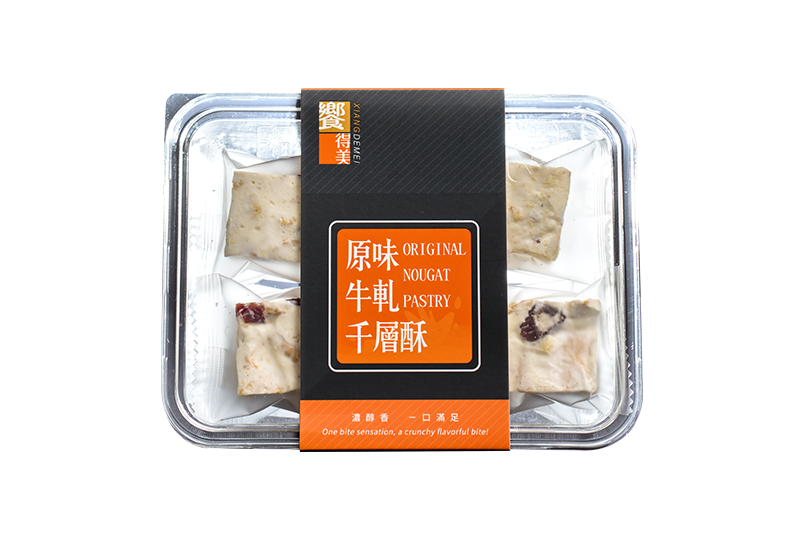 饗
得美
XIANGDEMEI
原味
牛軋
千層酥
ORIGINAL
NOUGAT
PASTRY
濃醇香 一口滿足
One bite sensation, a crunchy flavorful bite!